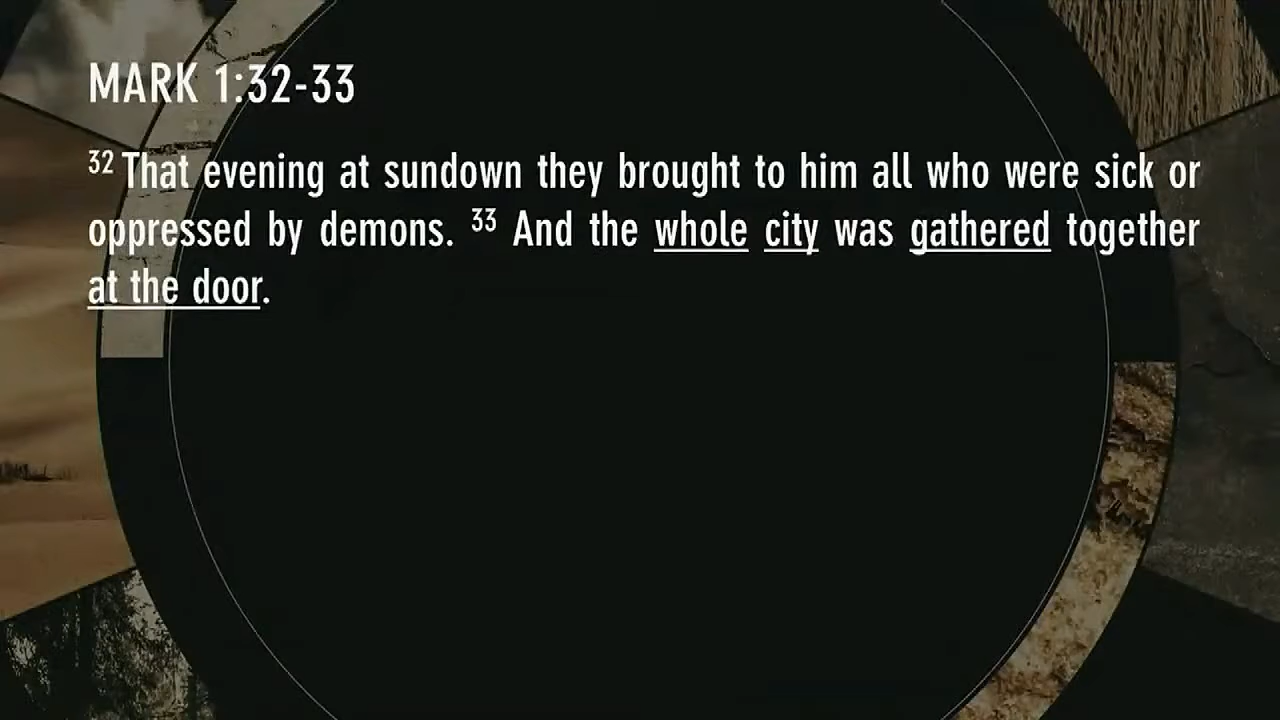 MARK 1:32-33
32 That evening at sundown they brought to him all who were sick or
oppressed by demons. 33 And the whole city was gathered together
at the door.